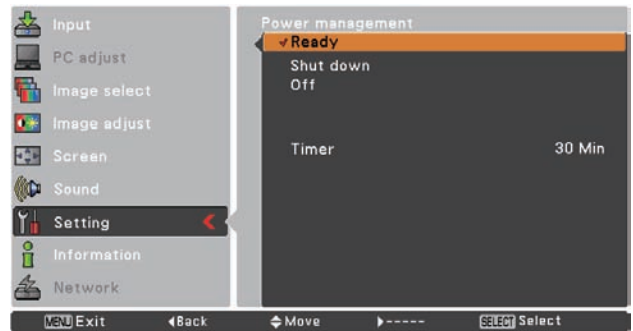 Input
PC adjust
Image select
Image adjust
Screen
Sound
Setting
Information
Network
Power management
Ready
Shut down
Off
Timer 30 Min
MENU Exit Back Move ----- SELECT Select